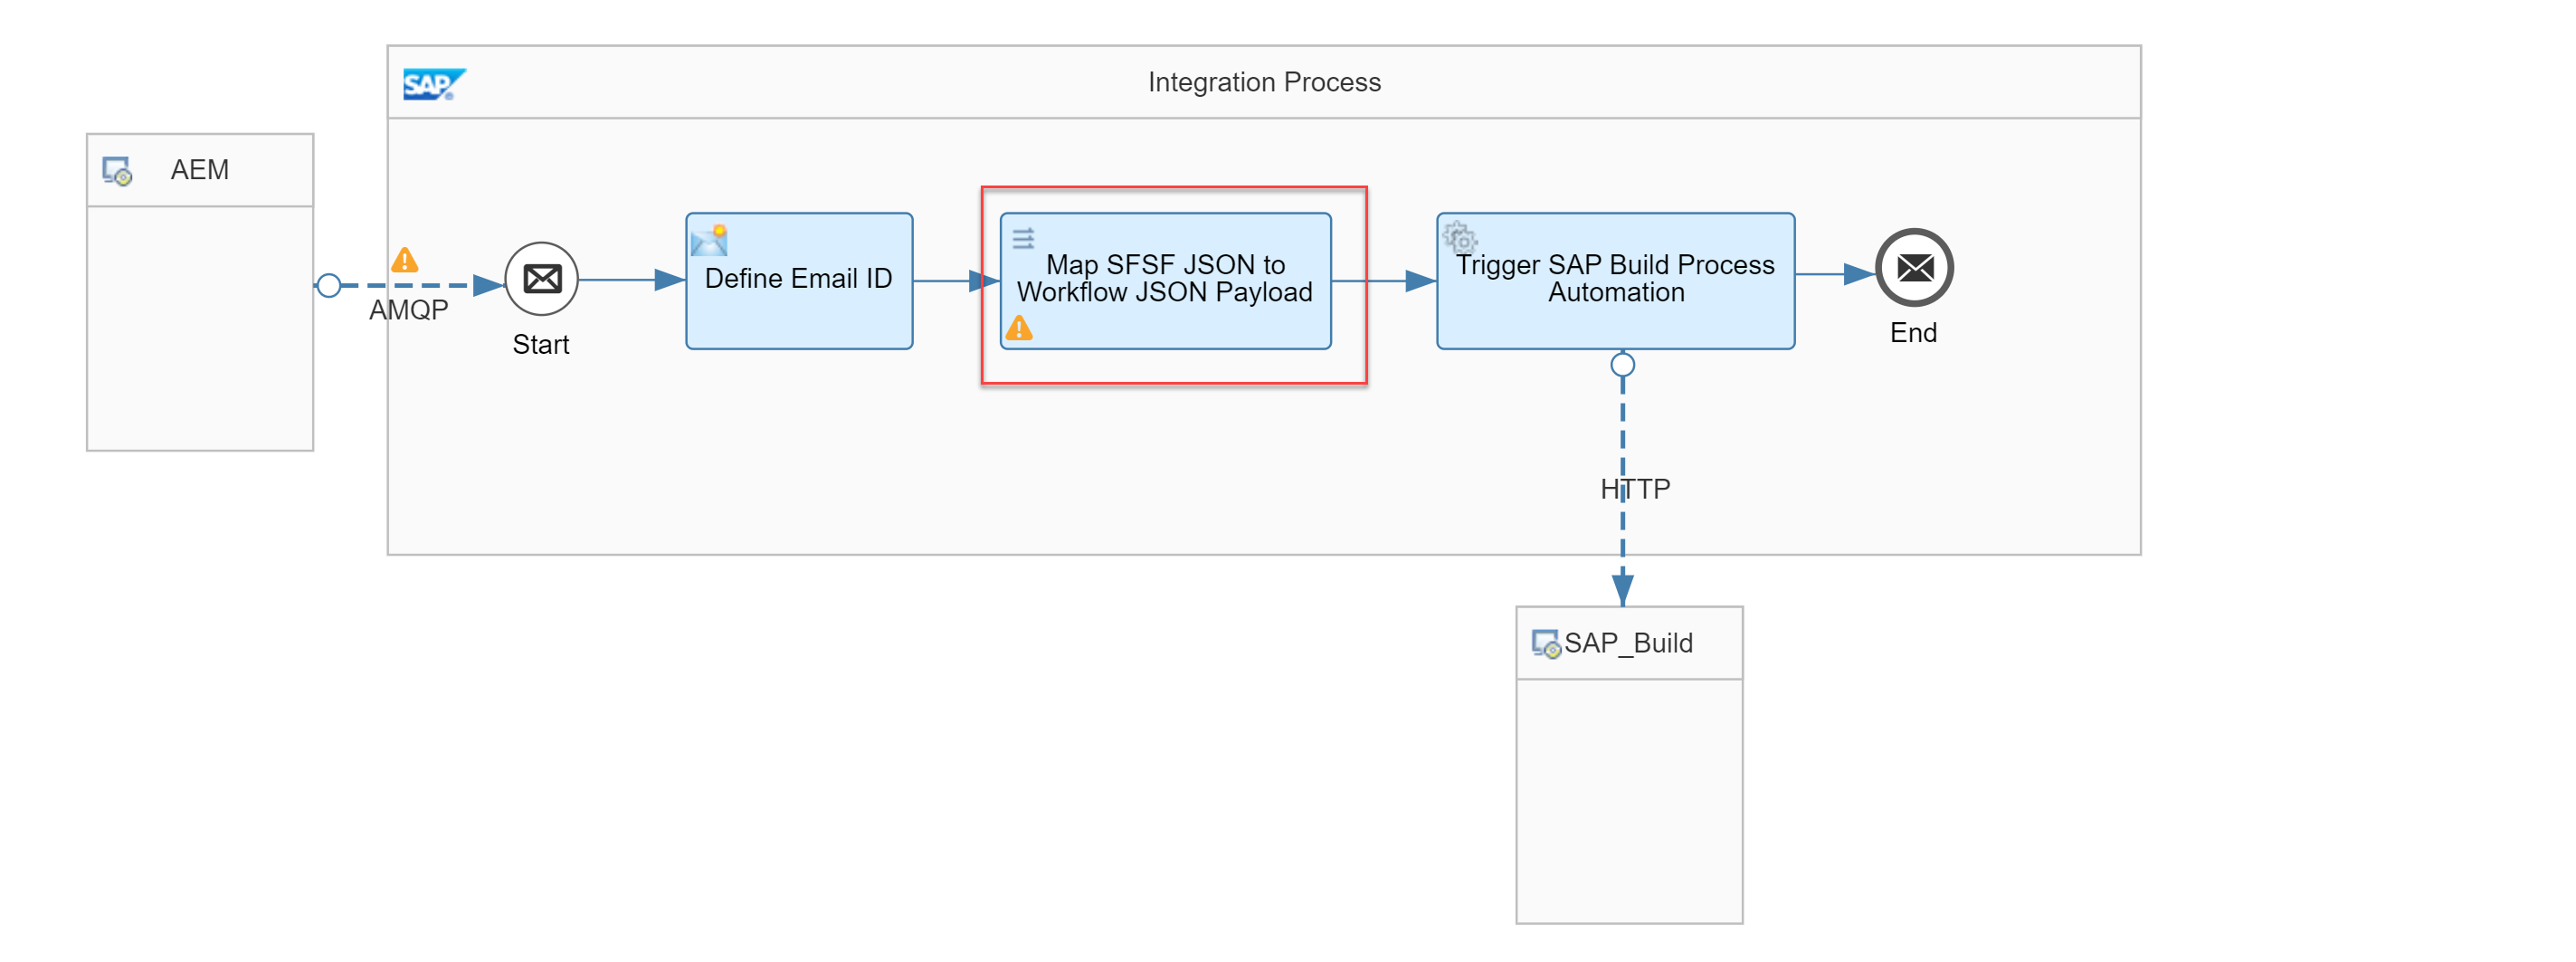 SAP
Integration Process
AEM
AMQP
Start
Define Email ID
Map SFSF JSON to
Workflow JSON Payload
Trigger SAP Build Process
Automation
End
HTTP
SAP_Build